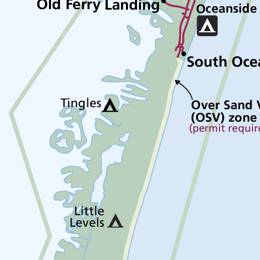 Old Ferry Landing
Oceanside
South Ocea
Tingles
Over Sand V
(OSV) zone
(permit require
Little
Levels